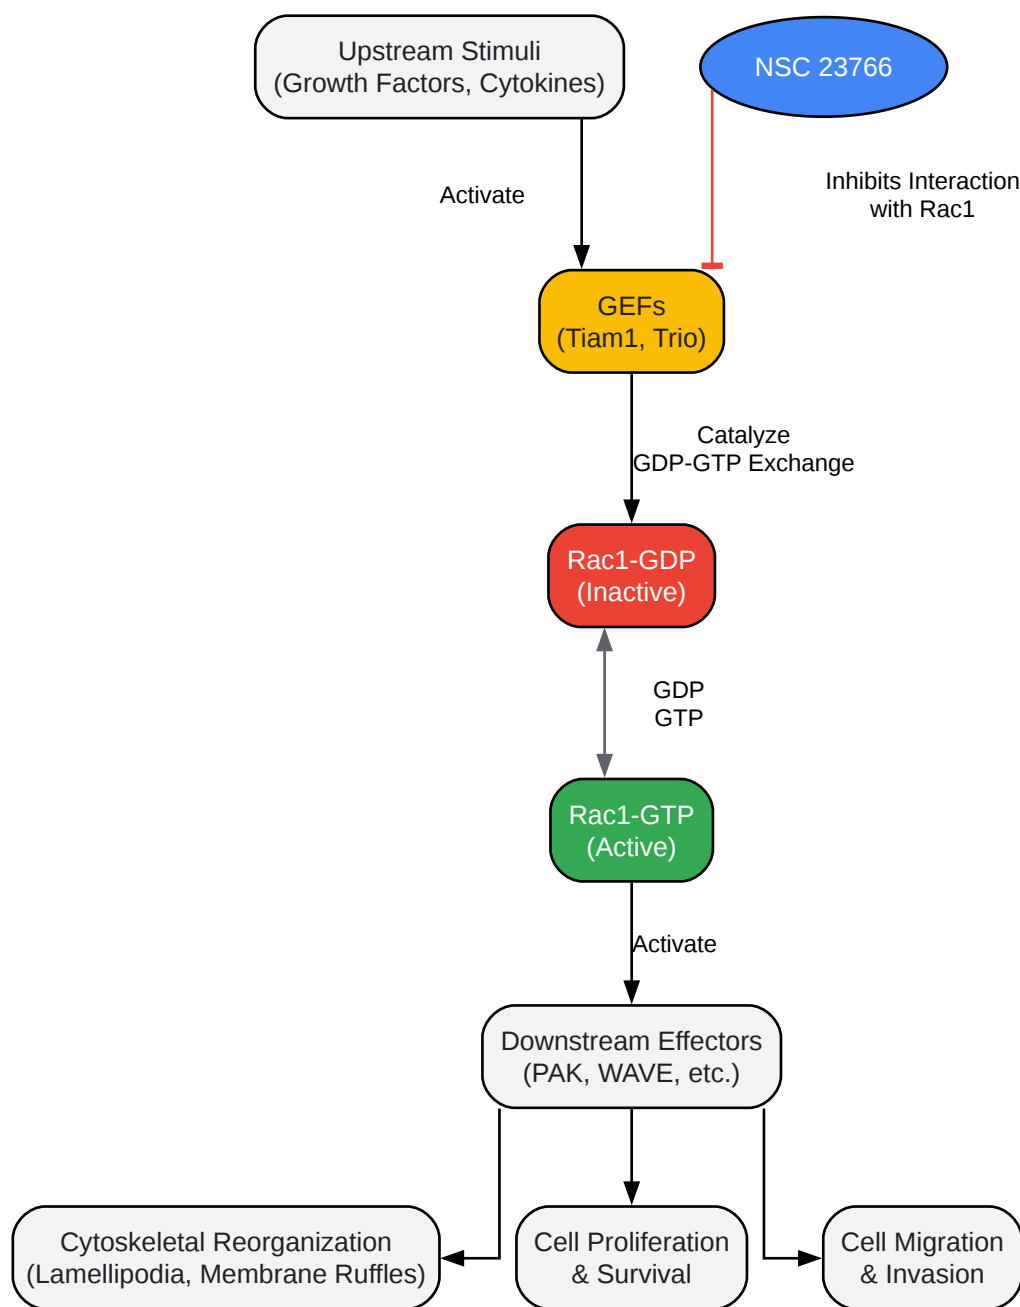 Upstream Stimuli
(Growth Factors, Cytokines)
NSC 23766
Activate
Inhibits Interaction
with Rac1
GEFs
(Tiam1, Trio)
Catalyze
GDP-GTP Exchange
Rac1-GDP
(Inactive)
GDP
GTP
Rac1-GTP
(Active)
Activate
Downstream Effectors
(PAK, WAVE, etc.)
Cytoskeletal Reorganization
(Lamellipodia, Membrane Ruffles)
Cell Proliferation
& Survival
Cell Migration
& Invasion